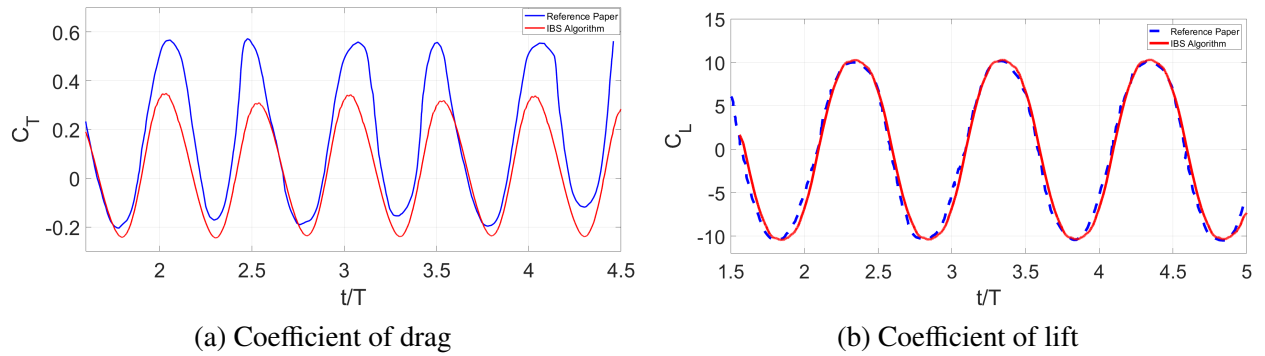 Reference Paper
IBS Algorithm
0.6
0.4
0.2
0
-0.2
C_T
2
2.5
3
3.5
4
4.5
t/T
(a) Coefficient of drag
Reference Paper
IBS Algorithm
15
10
5
0
-5
-10
C_L
1.5
2
2.5
3
3.5
4
4.5
5
t/T
(b) Coefficient of lift